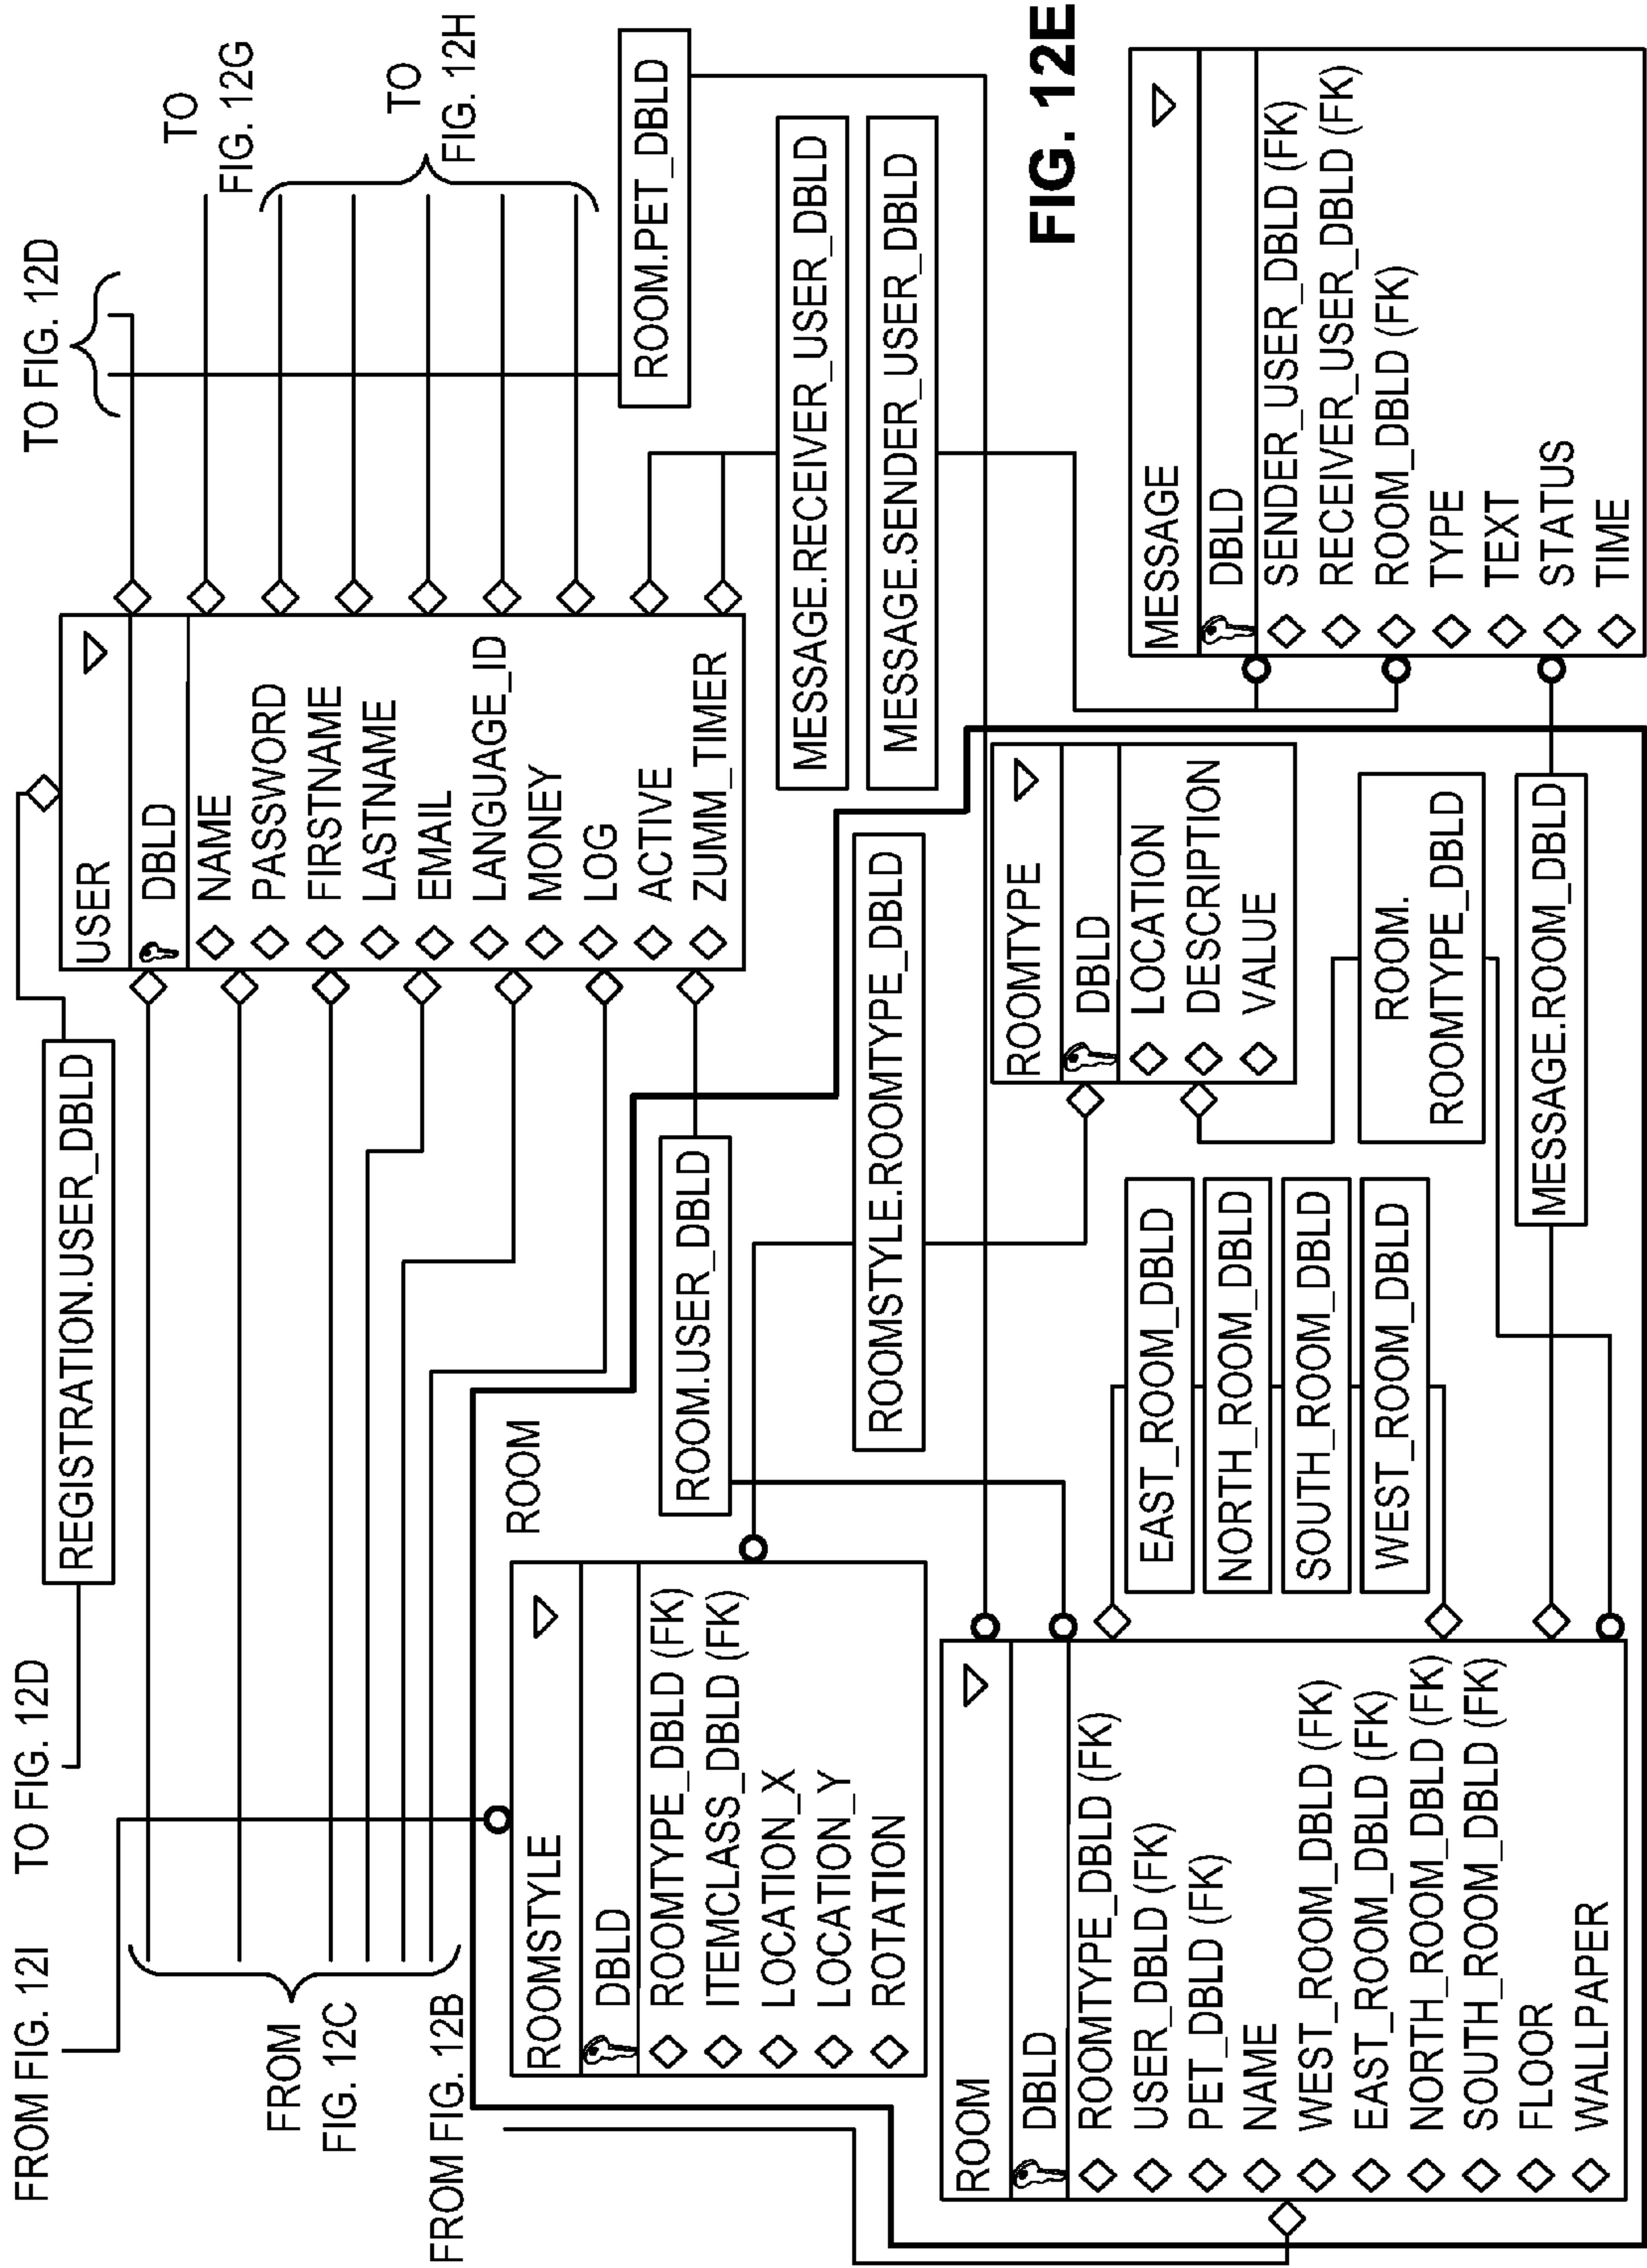 FROM FIG. 12I
TO FIG. 12D
REGISTRATION.USER_DBLD
TO FIG. 12D
FROM
FIG. 12C
FROM FIG. 12B
USER
DBLD
NAME
PASSWORD
FIRSTNAME
LASTNAME
EMAIL
LANGUAGE_ID
MONEY
LOG
ACTIVE
ZUMM_TIMER
TO
FIG. 12G
TO
FIG. 12H
ROOM.PET_DBLD
ROOM
ROOMSTYLE
DBLD
ROOMTYPE_DBLD (FK)
ITEMCLASS_DBLD (FK)
LOCATION_X
LOCATION_Y
ROTATION
ROOM.USER_DBLD
MESSAGE.RECEIVER_USER_DBLD
MESSAGE.SENDER_USER_DBLD
ROOMSTYLE.ROOMTYPE_DBLD
FIG. 12E
ROOM
DBLD
ROOMTYPE_DBLD (FK)
USER_DBLD (FK)
PET_DBLD (FK)
NAME
WEST_ROOM_DBLD (FK)
EAST_ROOM_DBLD (FK)
NORTH_ROOM_DBLD (FK)
SOUTH_ROOM_DBLD (FK)
FLOOR
WALLPAPER
EAST_ROOM_DBLD
NORTH_ROOM_DBLD
SOUTH_ROOM_DBLD
WEST_ROOM_DBLD
ROOMTYPE
DBLD
LOCATION
DESCRIPTION
VALUE
ROOM.
ROOMTYPE_DBLD
MESSAGE.ROOM_DBLD
MESSAGE
DBLD
SENDER_USER_DBLD (FK)
RECEIVER_USER_DBLD (FK)
ROOM_DBLD (FK)
TYPE
TEXT
STATUS
TIME